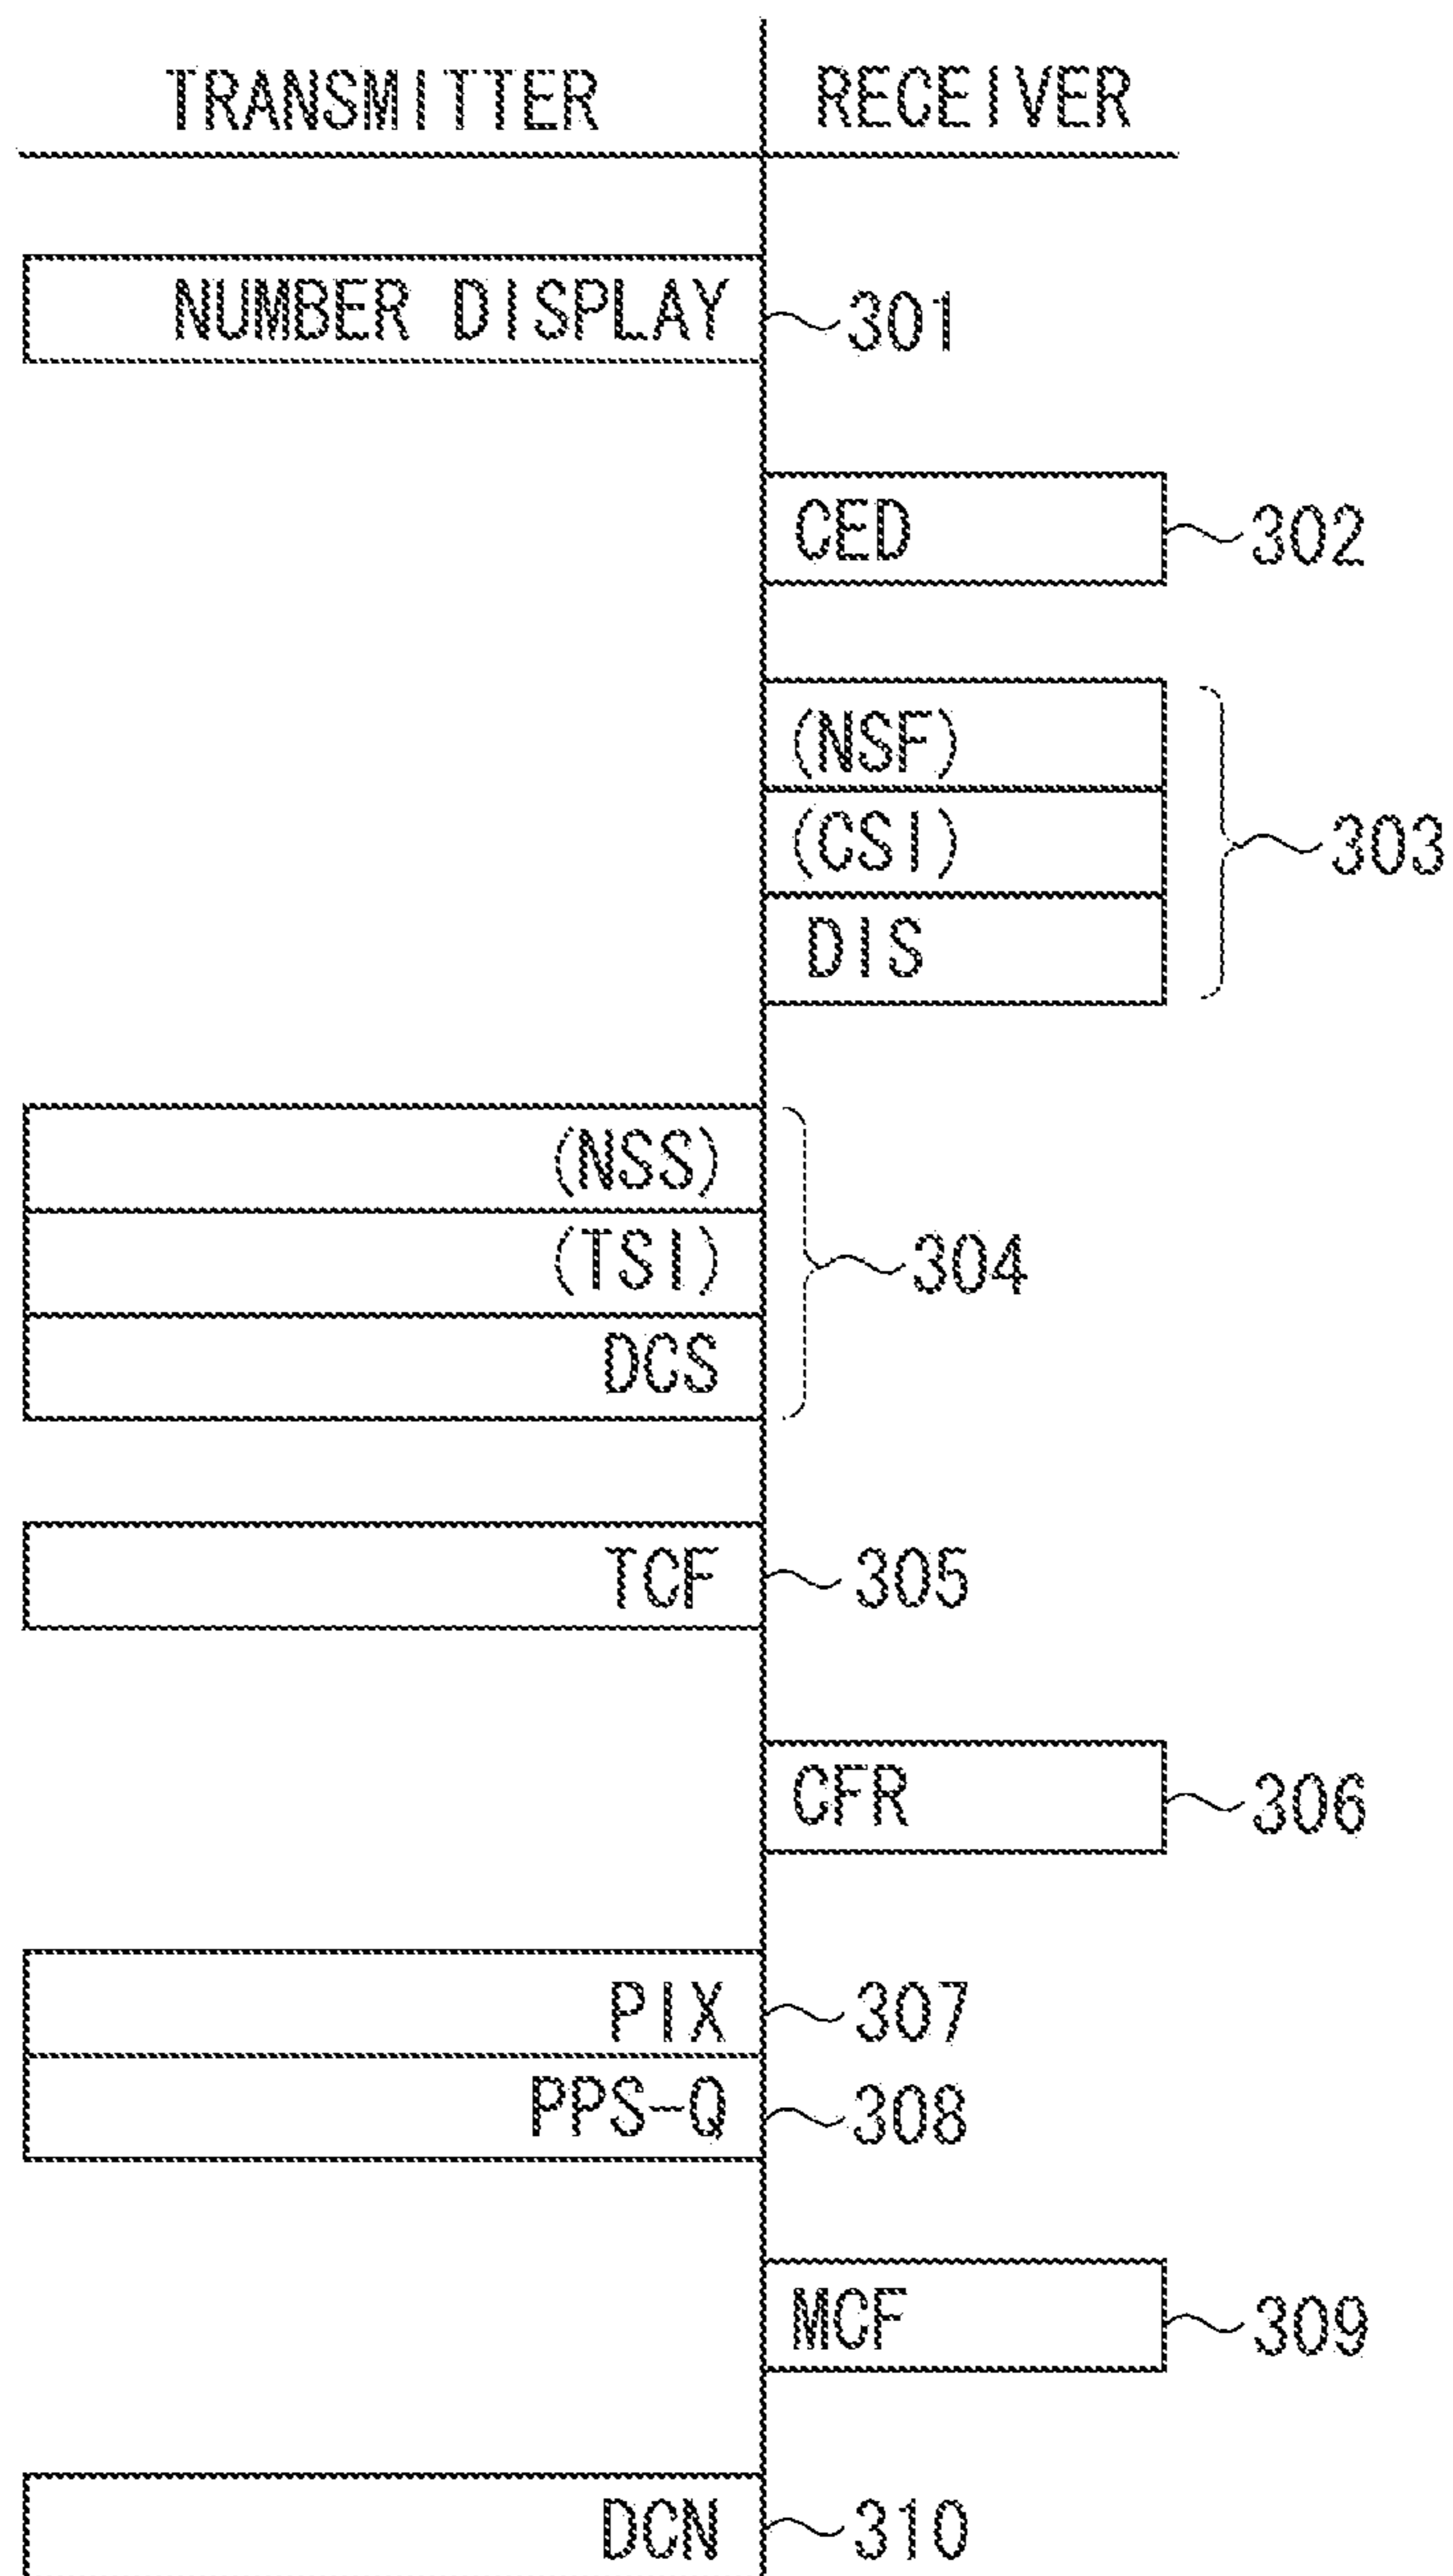 TRANSMITTER RECEIVER
NUMBER DISPLAY 301
CED 302
(NSF)
(CSI) 303
DIS
(NSS)
(TSI) 304
DCS
TCF 305
CFR 306
PIX 307
PPS-Q 308
MCF 309
DCN 310